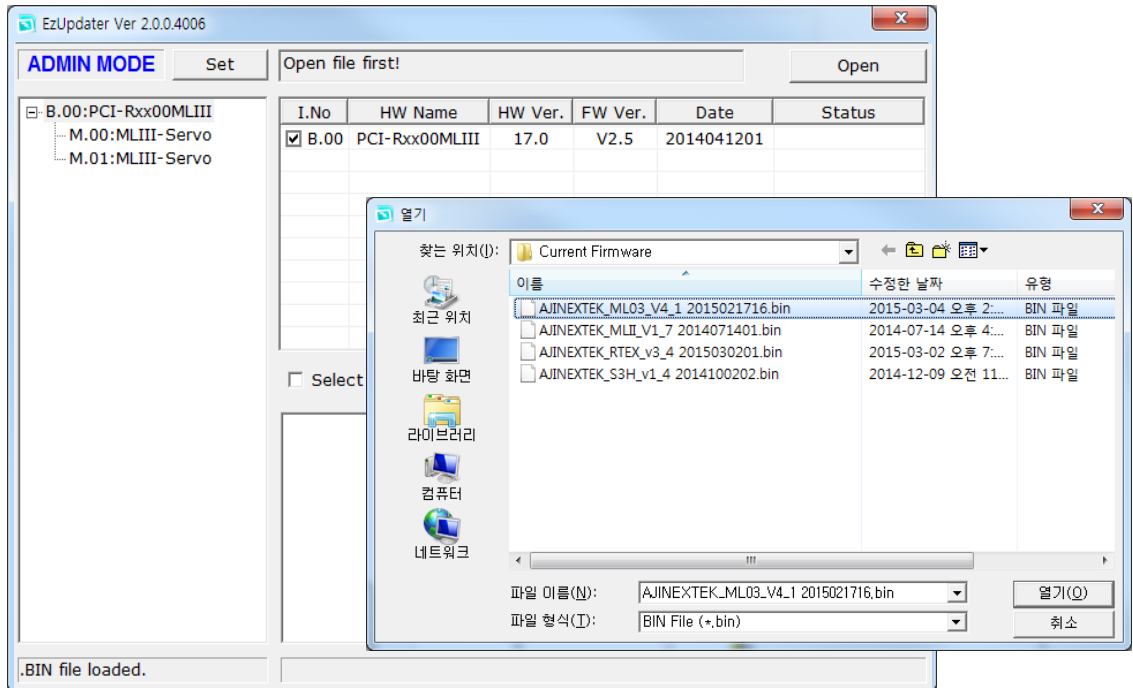 EzUpdater Ver 2.0.0.4006
ADMIN MODE Set Open file first! Open
B.00:PCI-Rxx00MLIII
M.00:MLIII-Servo
M.01:MLIII-Servo
I.No HW Name HW Ver. FW Ver. Date Status
B.00 PCI-Rxx00MLIII 17.0 V2.5 2014041201
Select
.BIN file loaded.
열기
찾는 위치(I): Current Firmware
최근 위치
바탕 화면
라이브러리
컴퓨터
네트워크
이름 수정한 날짜 유형
AJINEXTEK_ML03_V4_1 2015021716.bin 2015-03-04 오후 2:... BIN 파일
AJINEXTEK_MLII_V1_7 2014071401.bin 2014-07-14 오후 4:... BIN 파일
AJINEXTEK_RTEX_v3_4 2015030201.bin 2015-03-02 오후 7:... BIN 파일
AJINEXTEK_S3H_v1_4 2014100202.bin 2014-12-09 오전 11... BIN 파일
파일 이름(N): AJINEXTEK_ML03_V4_1 2015021716.bin 열기(O)
파일 형식(T): BIN File (*.bin) 취소